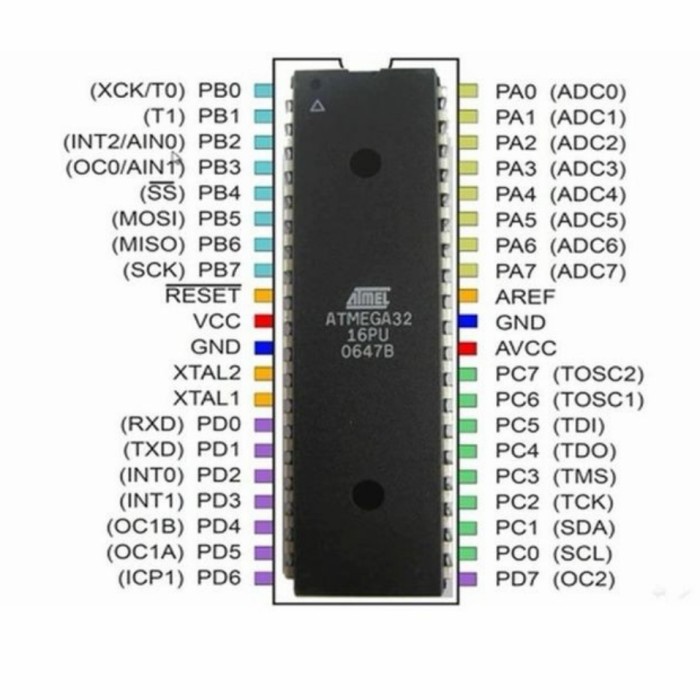 (XCK/T0) PB0
(T1) PB1
(INT2/AIN0) PB2
(OC0/AIN1) PB3
(SS) PB4
(MOSI) PB5
(MISO) PB6
(SCK) PB7
RESET
VCC
GND
XTAL2
XTAL1
(RXD) PD0
(TXD) PD1
(INT0) PD2
(INT1) PD3
(OC1B) PD4
(OC1A) PD5
(ICP1) PD6
ATMEL
ATMEGA32
16PU
0647B
PA0 (ADC0)
PA1 (ADC1)
PA2 (ADC2)
PA3 (ADC3)
PA4 (ADC4)
PA5 (ADC5)
PA6 (ADC6)
PA7 (ADC7)
AREF
GND
AVCC
PC7 (TOSC2)
PC6 (TOSC1)
PC5 (TDI)
PC4 (TDO)
PC3 (TMS)
PC2 (TCK)
PC1 (SDA)
PC0 (SCL)
PD7 (OC2)